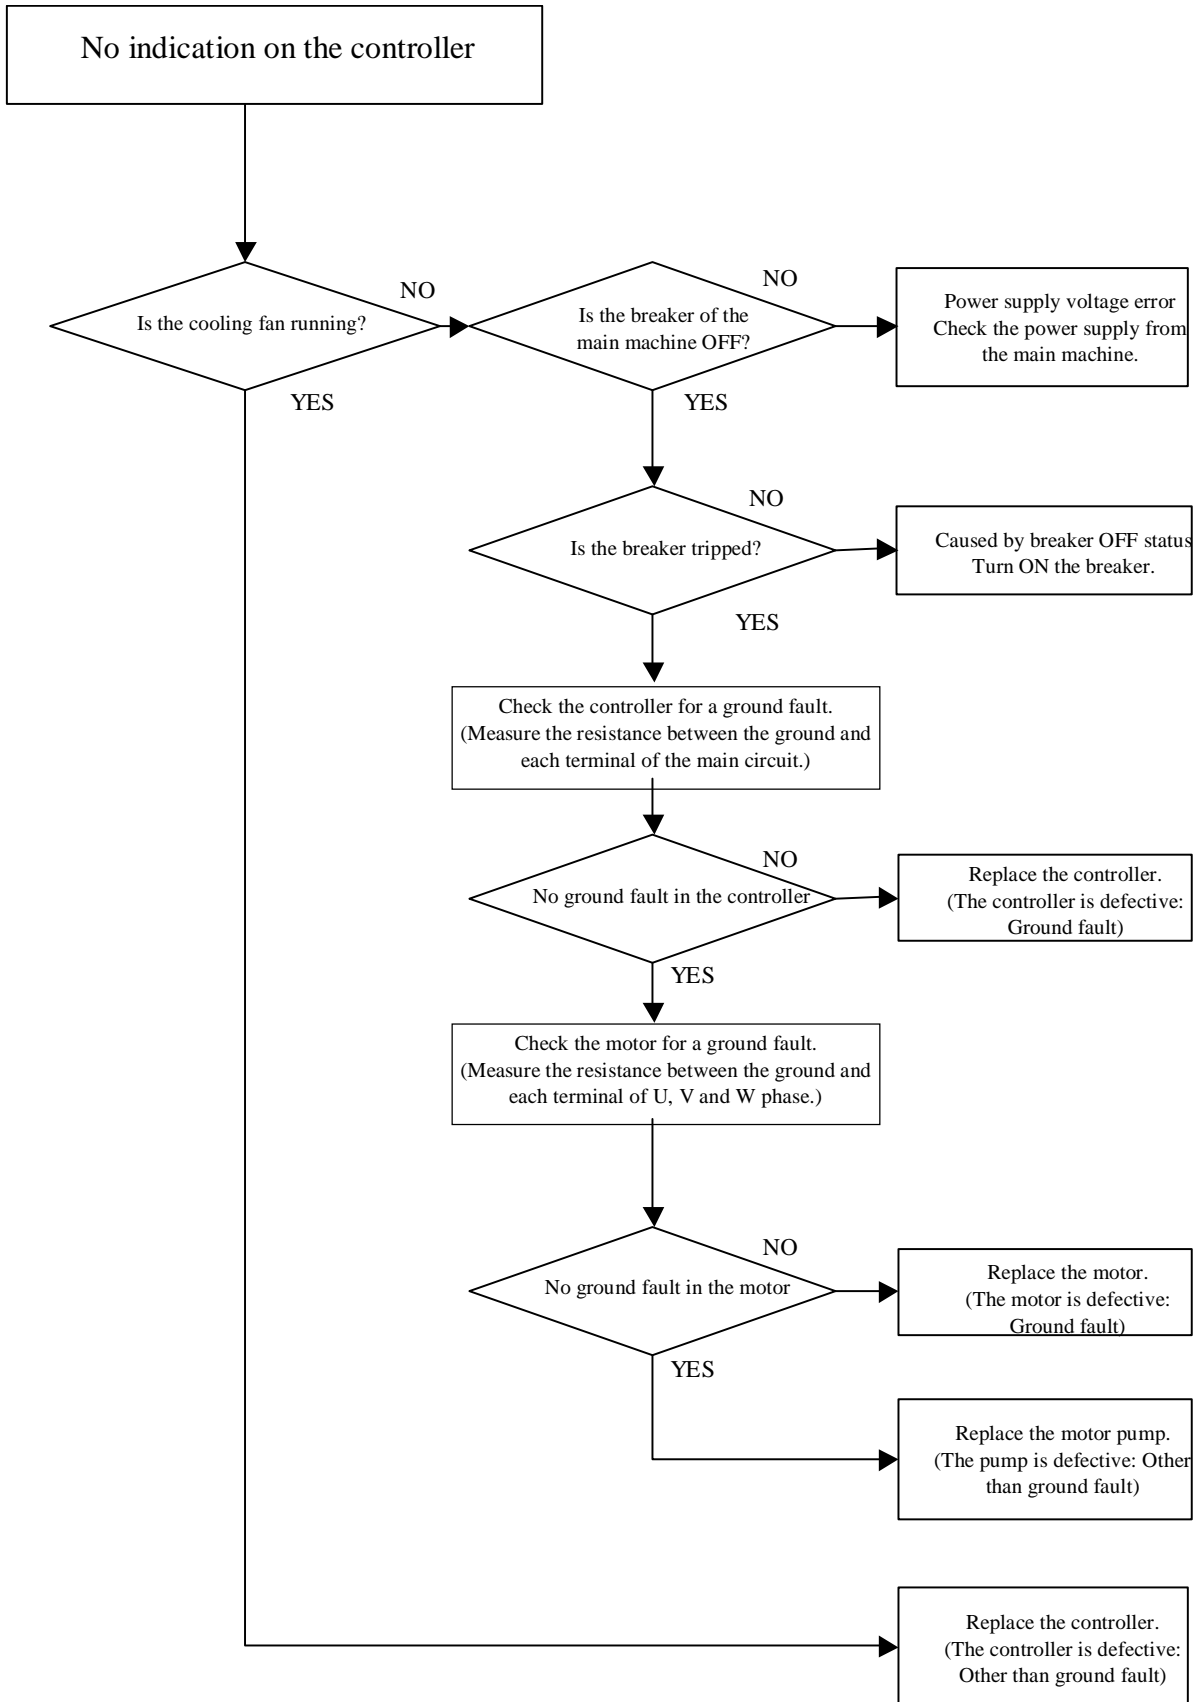 No indication on the controller
NO
NO
Is the cooling fan running?
Is the breaker of the
main machine OFF?
Power supply voltage error
Check the power supply from
the main machine.
YES
YES
NO
Is the breaker tripped?
Caused by breaker OFF status
Turn ON the breaker.
YES
Check the controller for a ground fault.
(Measure the resistance between the ground and
each terminal of the main circuit.)
NO
No ground fault in the controller
Replace the controller.
(The controller is defective:
Ground fault)
YES
Check the motor for a ground fault.
(Measure the resistance between the ground and
each terminal of U, V and W phase.)
NO
No ground fault in the motor
Replace the motor.
(The motor is defective:
Ground fault)
YES
Replace the motor pump.
(The pump is defective: Other
than ground fault)
Replace the controller.
(The controller is defective:
Other than ground fault)